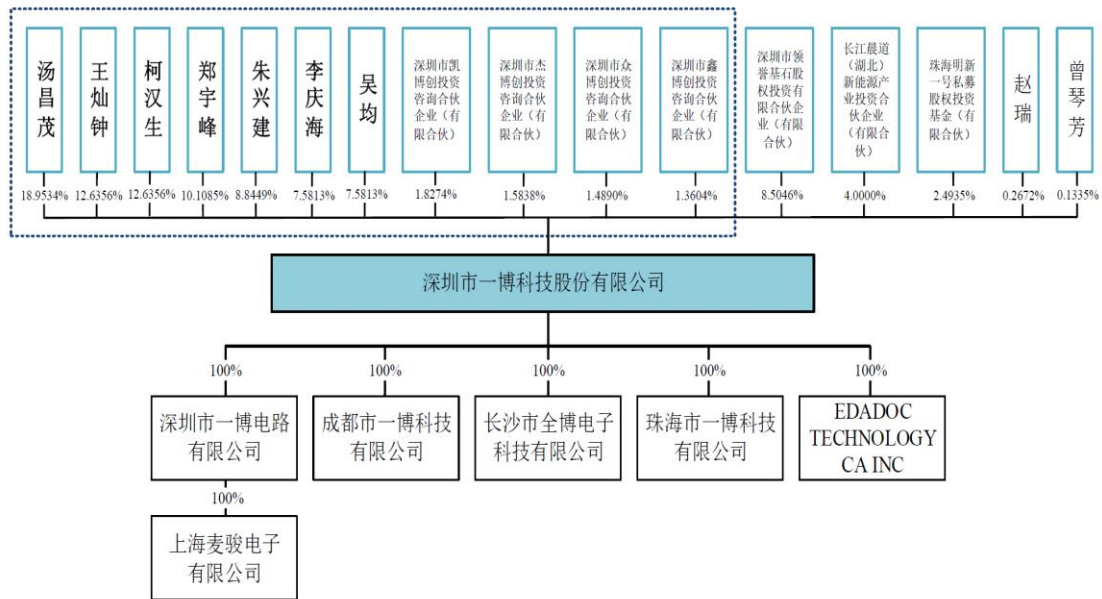 汤昌茂
王灿钟
柯汉生
郑宇峰
朱兴建
李庆海
吴均
深圳市凯
博创投资
咨询合伙
企业（有
限合伙）
深圳市杰
博创投资
咨询合伙
企业（有
限合伙）
深圳市众
博创投资
咨询合伙
企业（有
限合伙）
深圳市鑫
博创投资
咨询合伙
企业（有
限合伙）
深圳市领
誉基石股
权投资有
限合伙企
业（有限
合伙）
长江晨道
（湖北）
新能源产
业投资合
伙企业
（有限合
伙）
珠海明新
一号私募
股权投资
基金（有
限合伙）
赵瑞
曾琴芳
18.9534%
12.6356%
12.6356%
10.1085%
8.8449%
7.5813%
7.5813%
1.8274%
1.5838%
1.4890%
1.3604%
8.5046%
4.0000%
2.4935%
0.2672%
0.1335%
深圳市一博科技股份有限公司
100%
100%
100%
100%
100%
深圳市一博电路
有限公司
成都市一博科技
有限公司
长沙市全博电子
科技有限公司
珠海市一博科技
有限公司
EDADOC
TECHNOLOGY
CA INC
100%
上海麦骏电子
有限公司